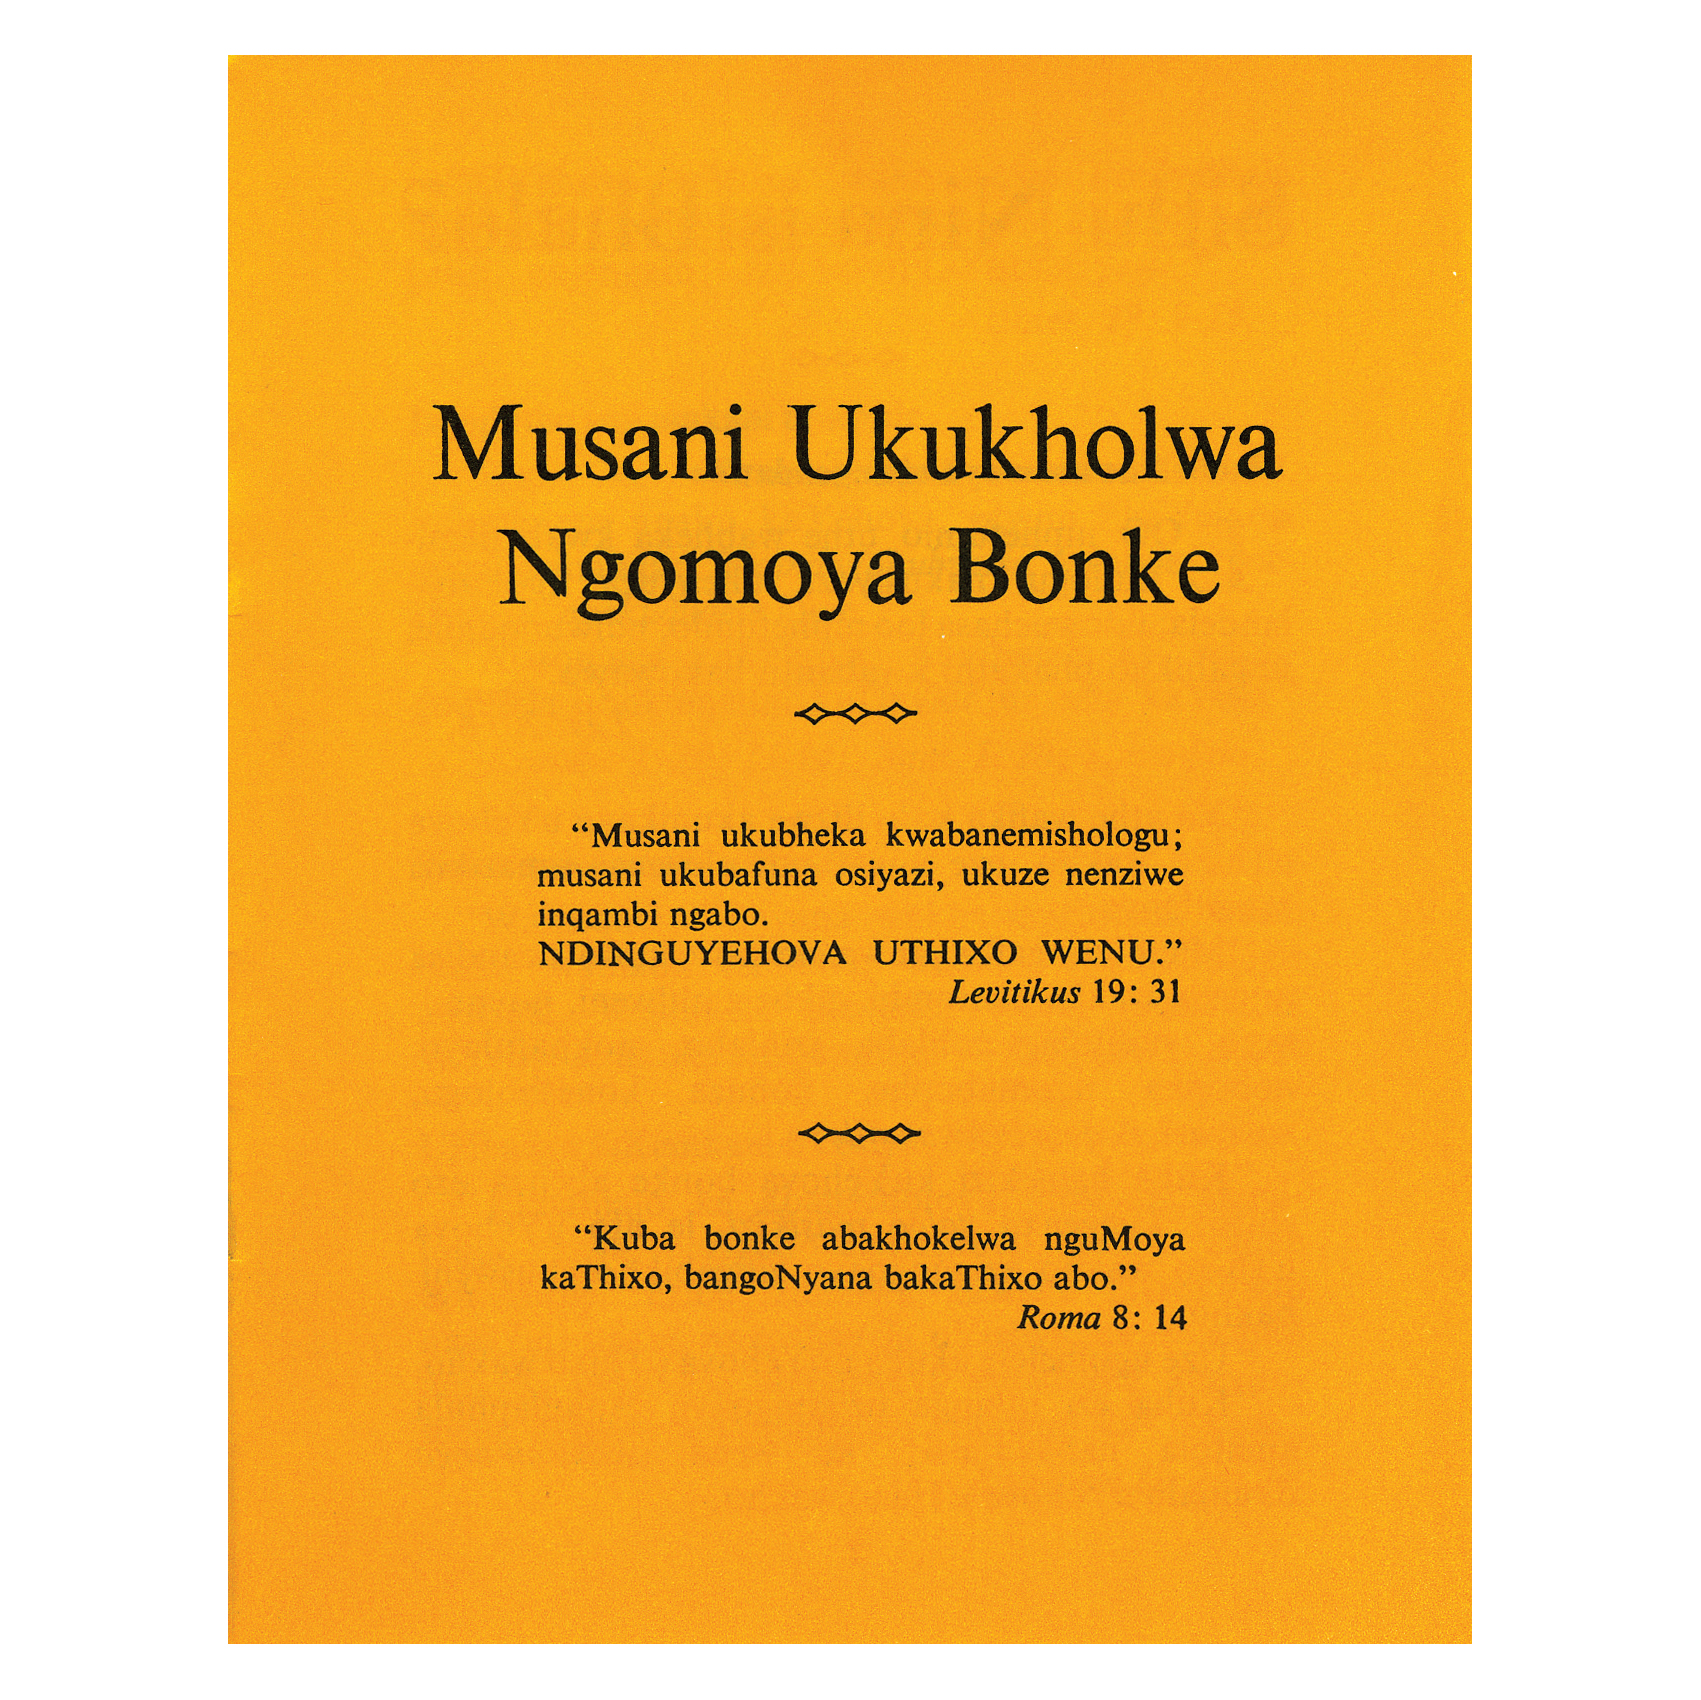 Musani Ukukholwa
Ngomoya Bonke
“Musani ukubheka kwabanemishologu;
musani ukubafuna osiyazi, ukuze nenziwe
inqambi ngabo.
NDINGUYEHOVA UTHIXO WENU.”
Levitikus 19: 31
“Kuba bonke abakhokelwa nguMoya
kaThixo, bangoNyana bakaThixo abo.”
Roma 8: 14